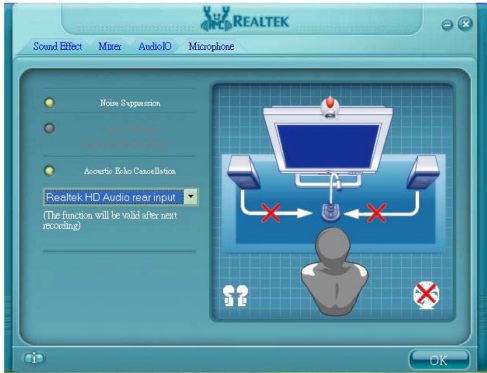 REALTEK
Sound Effect Mixer AudioIO Microphone
Noise Suppression
Acoustic Echo Cancellation
Realtek HD Audio rear input
(The function will be valid after next
recording)
OK